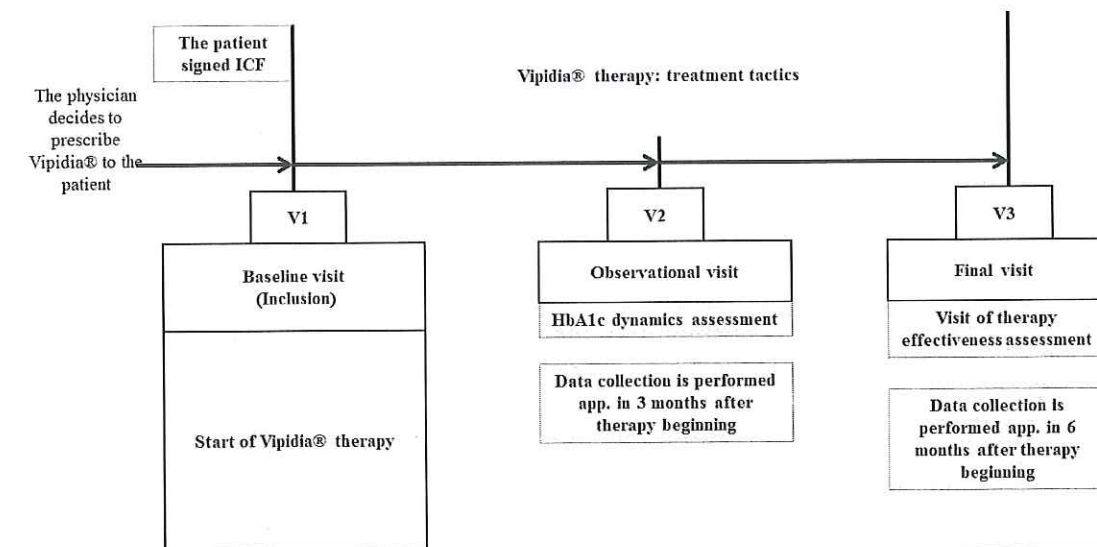 The patient
signed ICF
Vipidia® therapy: treatment tactics
The physician
decides to
prescribe
Vipidia® to the
patient
V1
Baseline visit
(Inclusion)
Start of Vipidia® therapy
V2
Observational visit
HbA1c dynamics assessment
Data collection is performed
app. in 3 months after
therapy beginning
V3
Final visit
Visit of therapy
effectiveness assessment
Data collection is
performed app. in 6
months after therapy
beginning